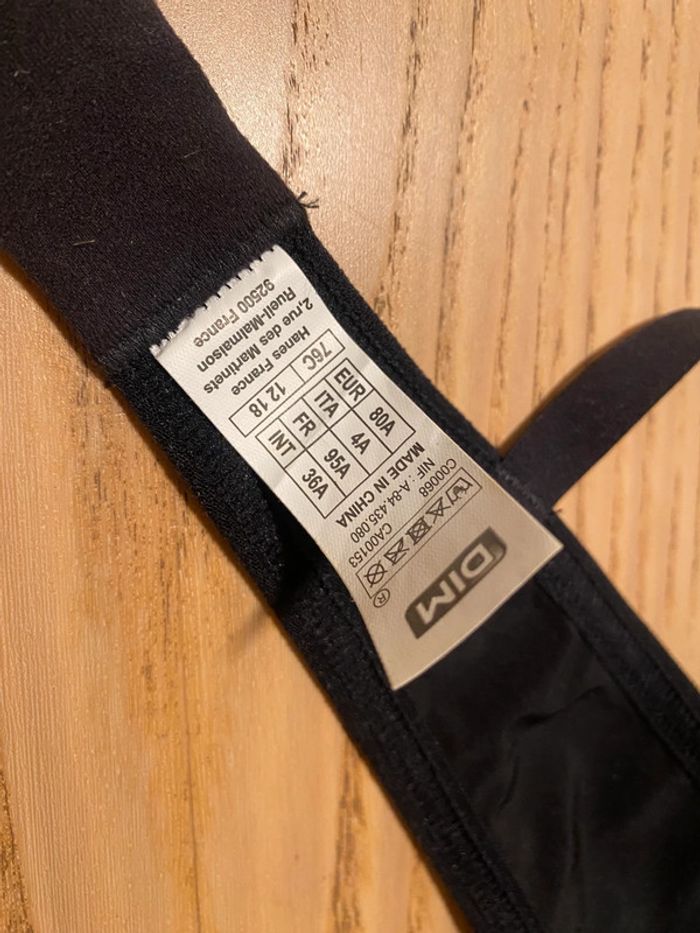 DIM
®
C00068 CA00153
NIF : A-84.435.080
MADE IN CHINA
80A 4A 95A 36A
EUR ITA FR INT
76C 12 18
Hanes France
2,rue des Martinets
Rueil-Malmaison
92500 France